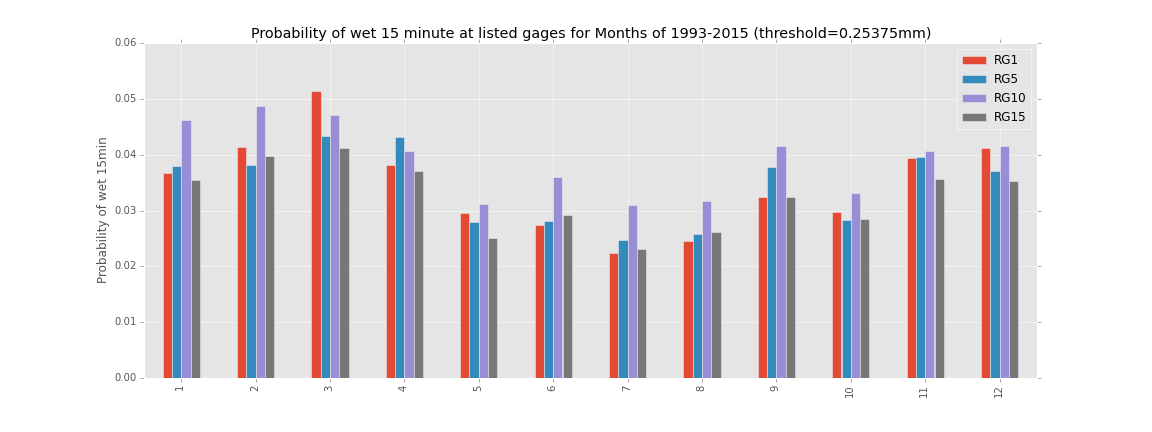 Probability of wet 15 minute at listed gages for Months of 1993-2015 (threshold=0.25375mm)
0.06
0.05
0.04
0.03
0.02
0.01
0.00
Probability of wet 15min
RG1
RG5
RG10
RG15
1 2 3 4 5 6 7 8 9 10 11 12